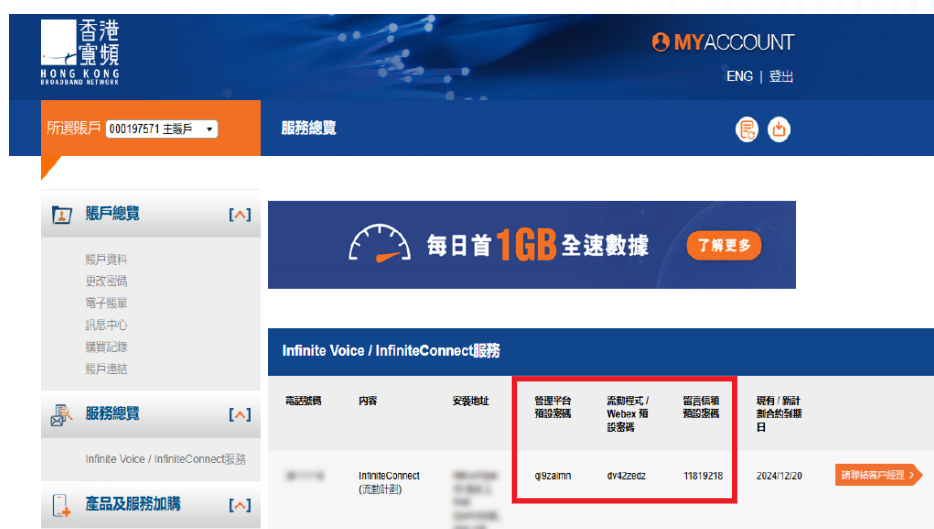 香港
寬頻
HONG KONG
BROADBAND NETWORK
MYACCOUNT
ENG | 登出
所選賬戶 000197571 主賬戶
服務總覽
賬戶總覽 [^]
賬戶資料
更改密碼
電子賬單
訊息中心
購買記錄
賬戶連結
服務總覽 [^]
Infinite Voice / InfiniteConnect服務
產品及服務加購 [^]
每日首1GB全速數據 了解更多
Infinite Voice / InfiniteConnect服務
電話號碼 內容 安裝地址 管理平台 流動程式 / 留言信箱 現有 / 新計
預設密碼 Webex 預 預設密碼 劃合約到期
設密碼 日
InfiniteConnect qi9zaimn dv42zedz 11819218 2024/12/20 請聯絡客戶經理 >
(流動計劃)